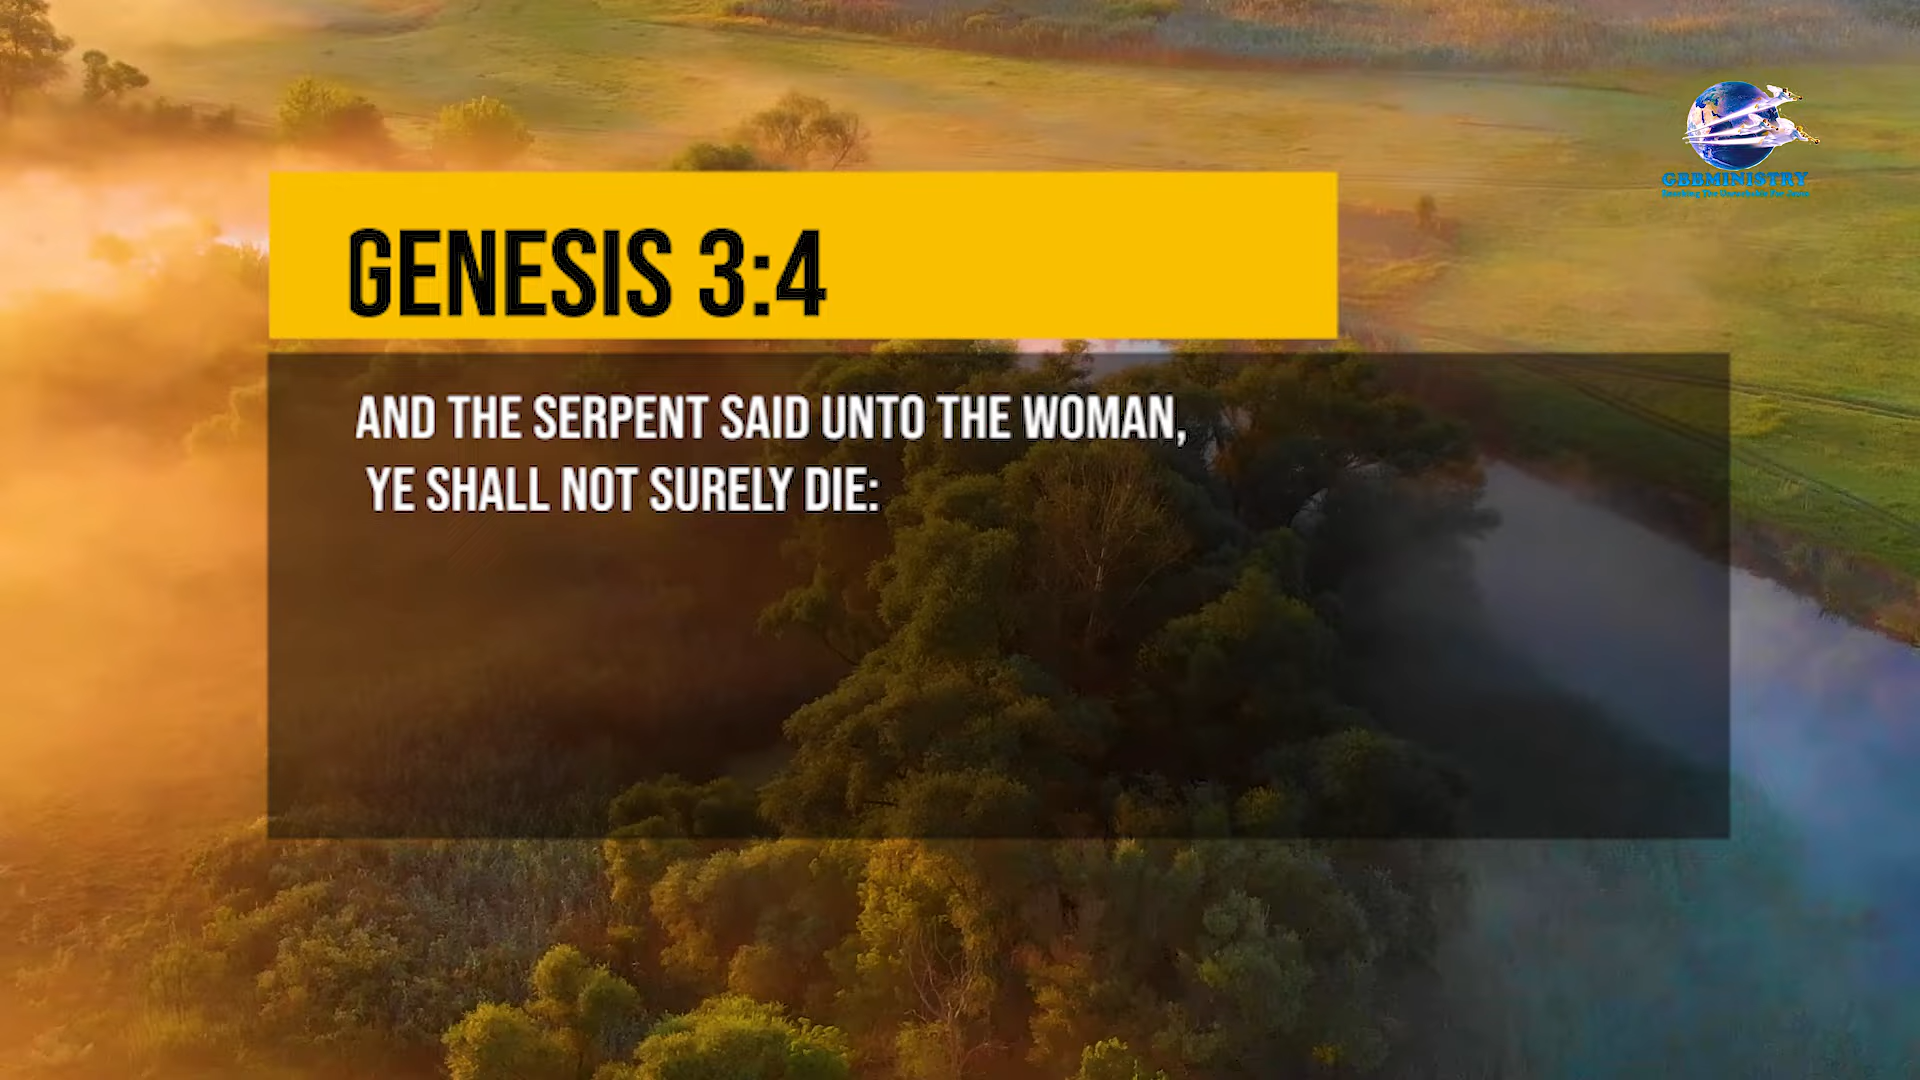 GBBMINISTRY
GENESIS 3:4
AND THE SERPENT SAID UNTO THE WOMAN,
YE SHALL NOT SURELY DIE: